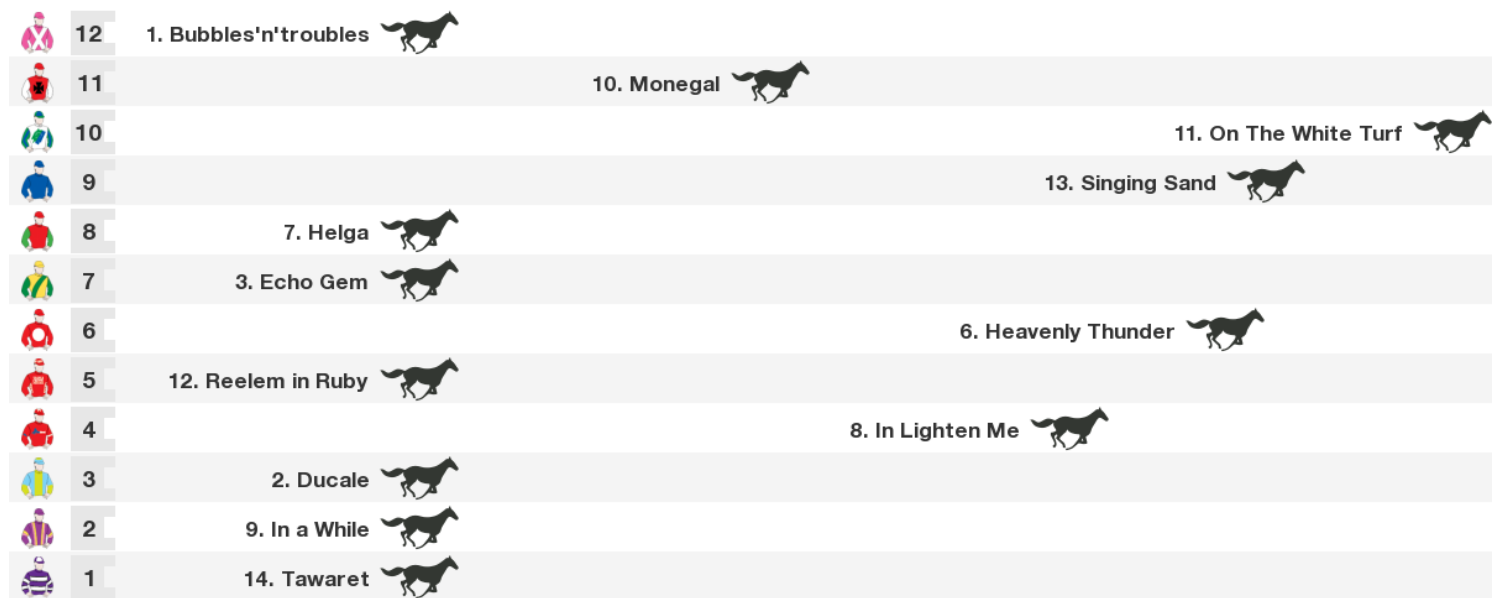 12 1. Bubbles'n'troubles
11 10. Monegal
10 11. On The White Turf
9 13. Singing Sand
8 7. Helga
7 3. Echo Gem
6 6. Heavenly Thunder
5 12. Reelem in Ruby
4 8. In Lighten Me
3 2. Ducale
2 9. In a While
1 14. Tawaret